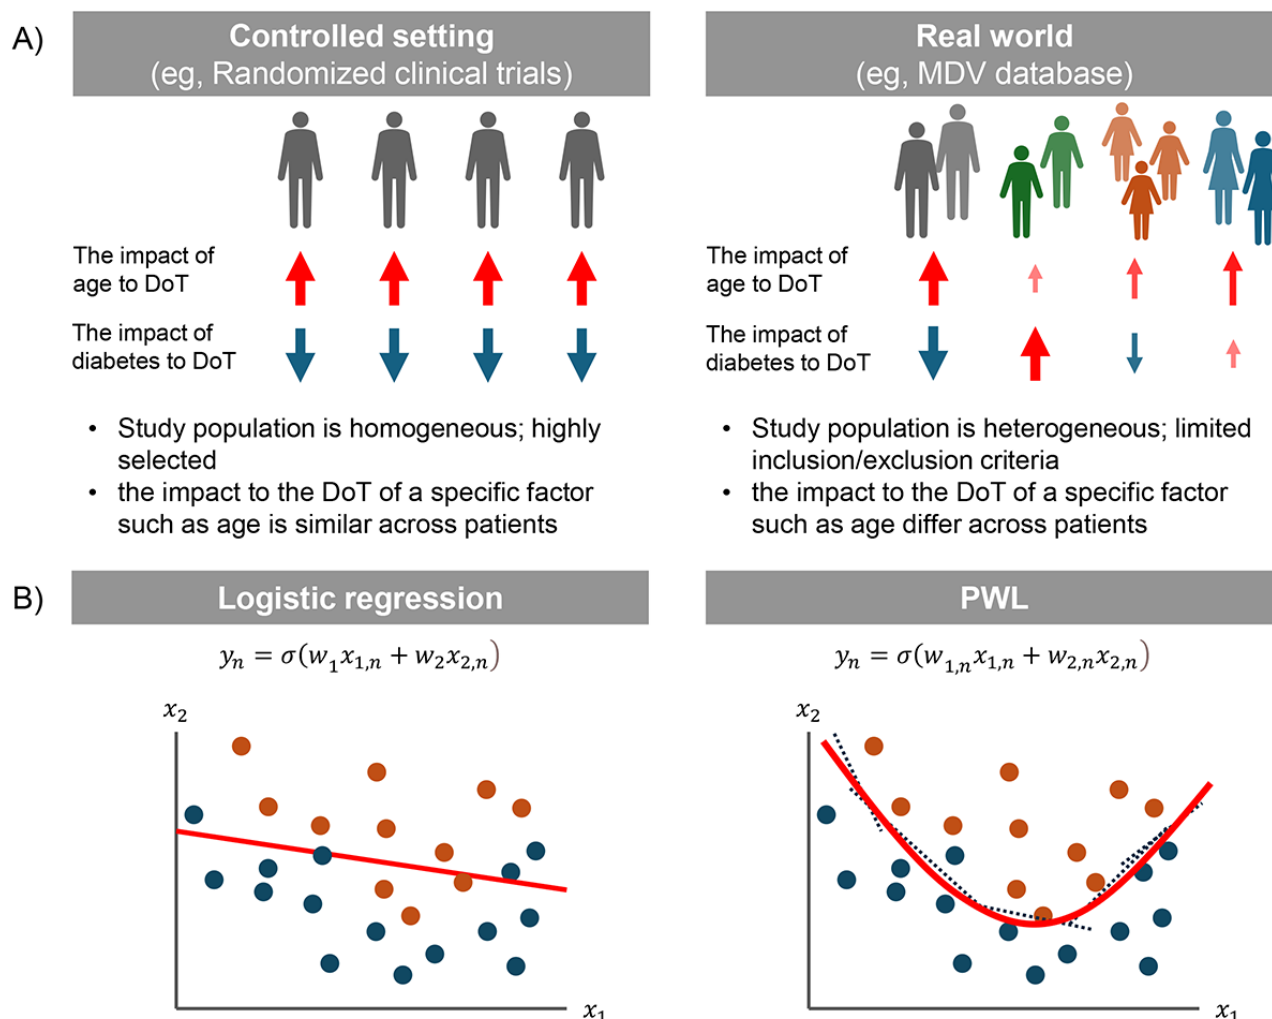 A)
Controlled setting
(eg, Randomized clinical trials)
The impact of
age to DoT
The impact of
diabetes to DoT
• Study population is homogeneous; highly
selected
• the impact to the DoT of a specific factor
such as age is similar across patients
Real world
(eg, MDV database)
The impact of
age to DoT
The impact of
diabetes to DoT
• Study population is heterogeneous; limited
inclusion/exclusion criteria
• the impact to the DoT of a specific factor
such as age differ across patients
B)
Logistic regression
yₙ = σ(w₁x₁,ₙ + w₂x₂,ₙ)
x₂
x₁
PWL
yₙ = σ(w₁,ₙx₁,ₙ + w₂,ₙx₂,ₙ)
x₂
x₁